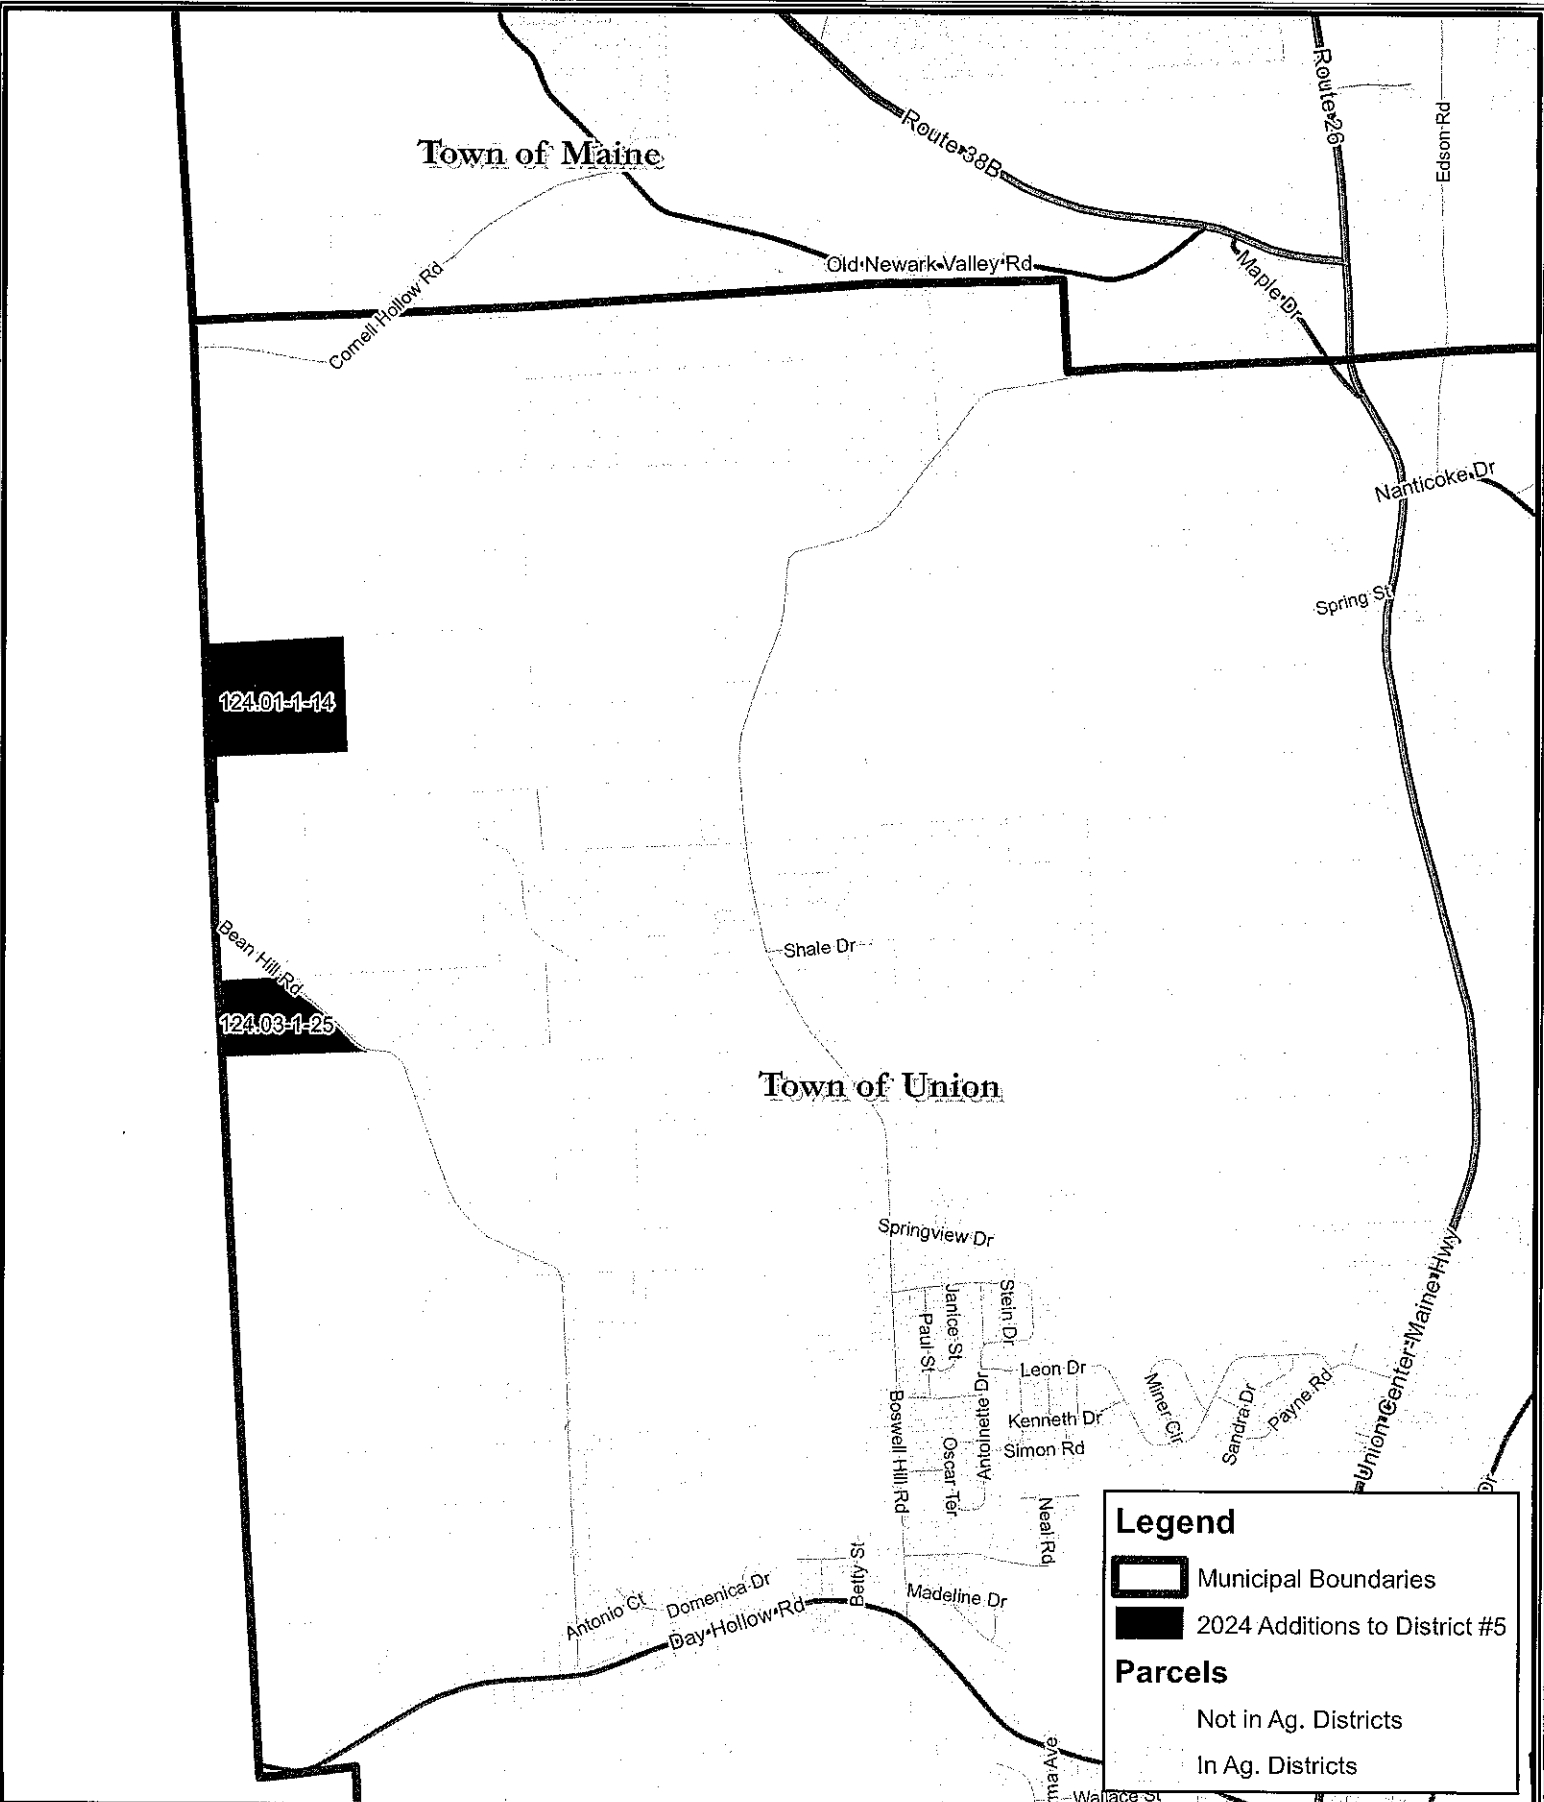 Town of Maine
Route 38B
Route 26
Edson Rd
Old Newark Valley Rd
Maple Dr
Cornell Hollow Rd
Nanticoke Dr
Spring St
124.01-1-14
Bean Hill Rd
Shale Dr
124.03-1-25
Town of Union
Springview Dr
Janice St
Stein Dr
Paul St
Leon Dr
Antoinette Dr
Kenneth Dr
Miner Cir
Sandra Dr
Payne Rd
Union Center Maine Hwy
Boswell Hill Rd
Oscar Ter
Simon Rd
Neal Rd
Dr
Betty St
Madeline Dr
Antonio Ct
Domenica Dr
Day Hollow Rd
ma Ave
Wallace St
Legend
Municipal Boundaries
2024 Additions to District #5
Parcels
Not in Ag. Districts
In Ag. Districts